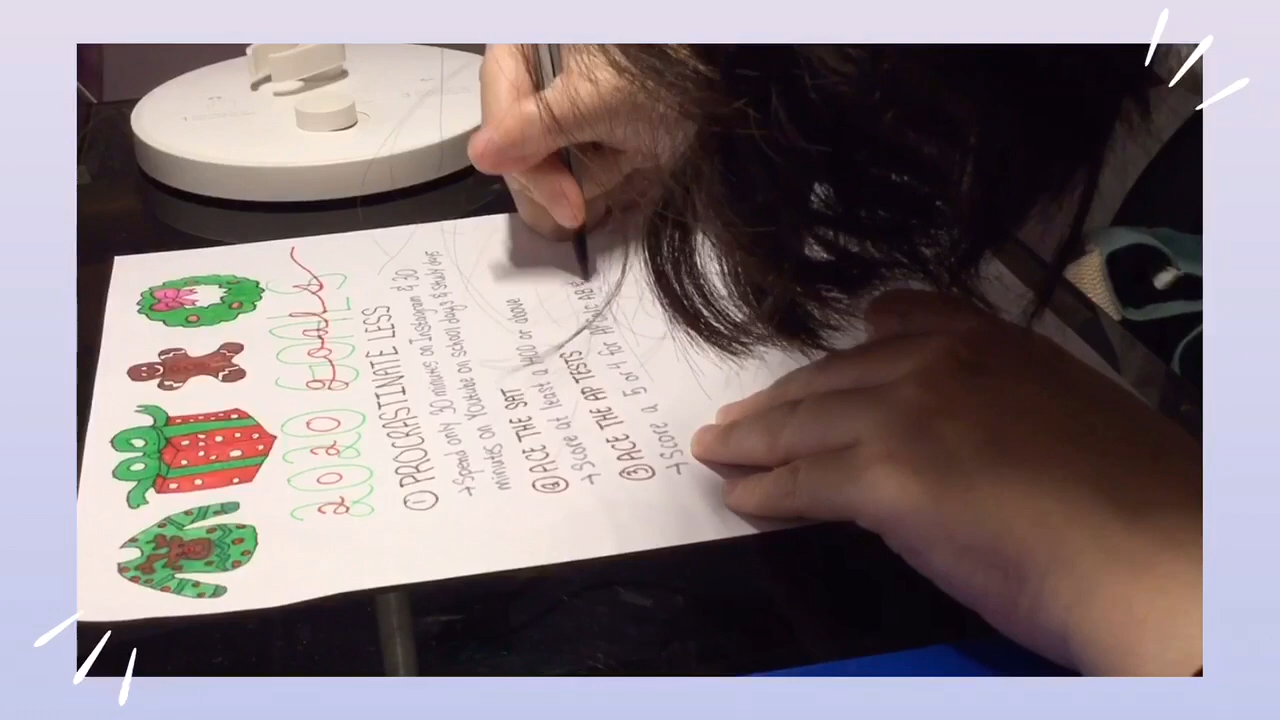 2020 goals
① PROCRASTINATE LESS
→ Spend only 30 minutes on Instagram & 30
minutes on YouTube on school days & study days
② ACE THE SAT
→ Score at least a 1400 or above
③ ACE THE AP TESTS
→ Score a 5 or 4 for